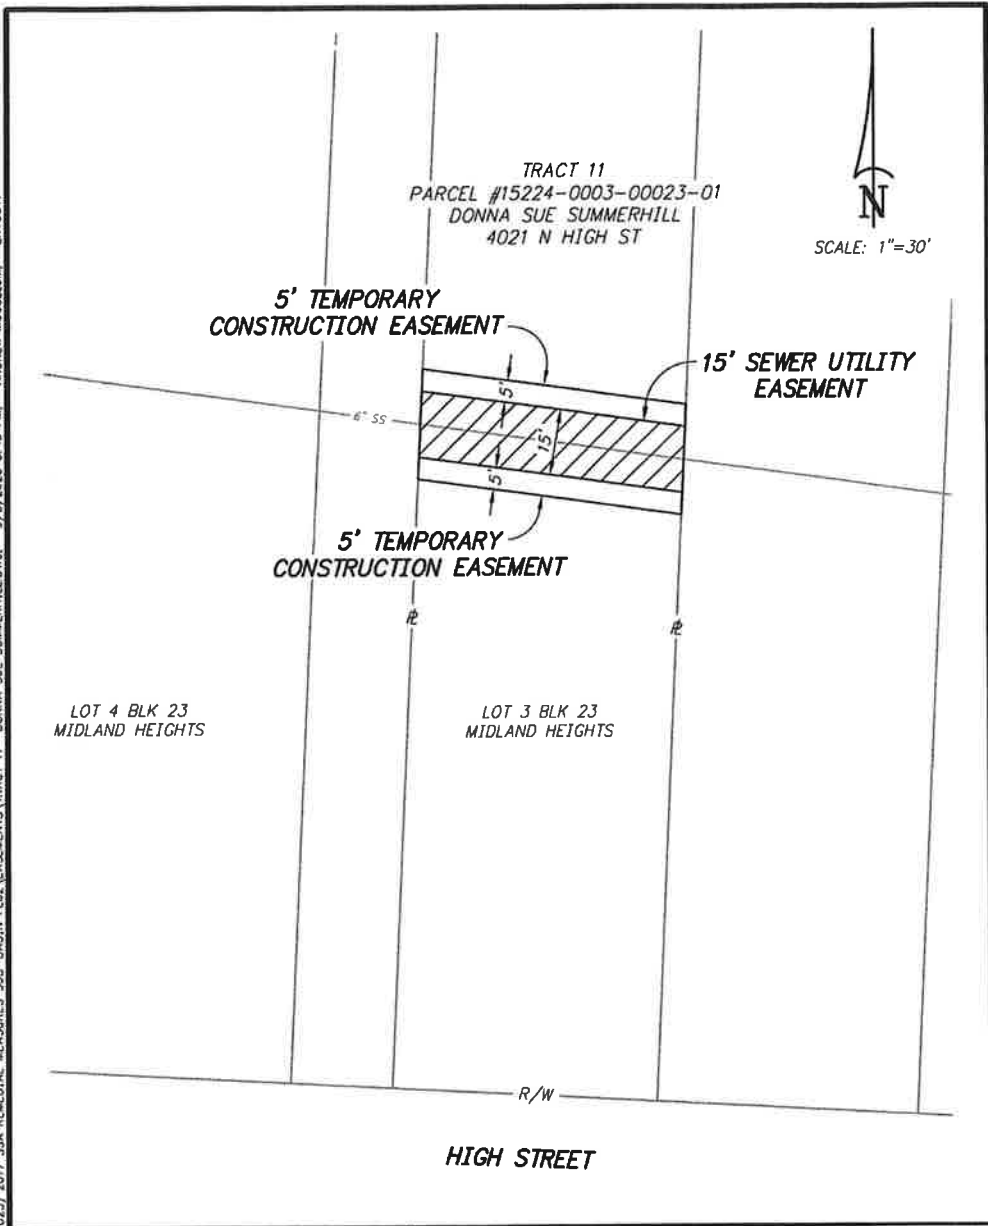 TRACT 11
PARCEL #15224-0003-00023-01
DONNA SUE SUMMERHILL
4021 N HIGH ST
N
SCALE: 1"=30'
5' TEMPORARY
CONSTRUCTION EASEMENT
15' SEWER UTILITY
EASEMENT
6" SS
5'
15'
5'
5' TEMPORARY
CONSTRUCTION EASEMENT
PL
PL
LOT 4 BLK 23
MIDLAND HEIGHTS
LOT 3 BLK 23
MIDLAND HEIGHTS
R/W
HIGH STREET